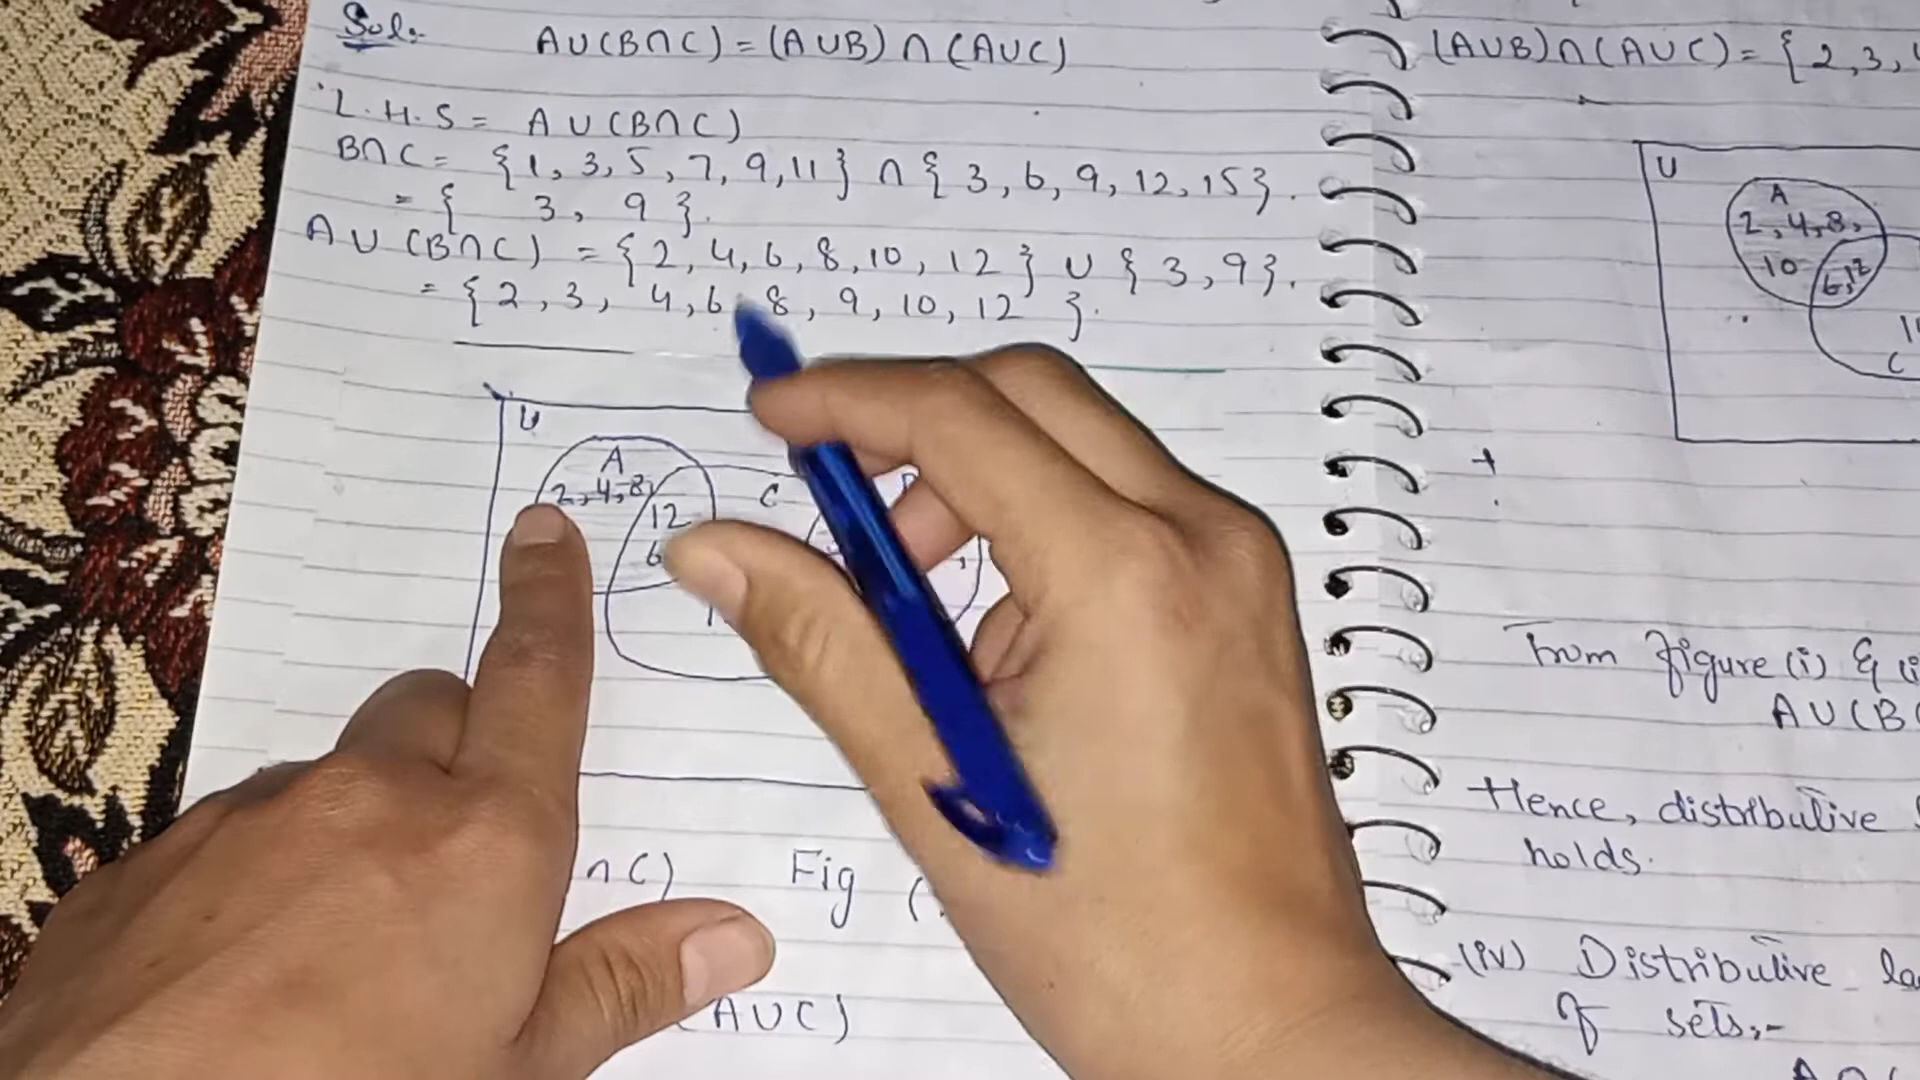 Sol:
A∪(B∩C) = (A∪B) ∩ (A∪C)
L.H.S = A∪(B∩C)
B∩C = {1, 3, 5, 7, 9, 11} ∩ {3, 6, 9, 12, 15}.
= {3, 9}.
A∪(B∩C) = {2, 4, 6, 8, 10, 12} ∪ {3, 9}.
= {2, 3, 4, 6, 8, 9, 10, 12}.
U
A
2, 4, 8,
12
6
C
∩C) Fig (
(A∪C)
(A∪B)∩(A∪C) = {2, 3,
U
A
2, 4, 8,
10
6, 12
C
From figure (i) &
A∪(B
Hence, distributive
holds.
(iv) Distributive
of sets:-
A∩